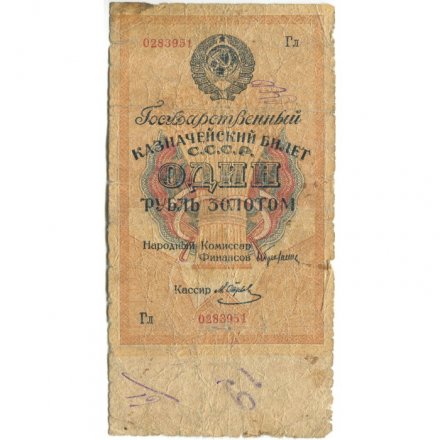 0283951 Гл
Государственный
КАЗНАЧЕЙСКИЙ БИЛЕТ
С.С.С.Р.
ОДИН
РУБЛЬ ЗОЛОТОМ
Народный Комиссар
Финансов
Кассир
Гл 0283951